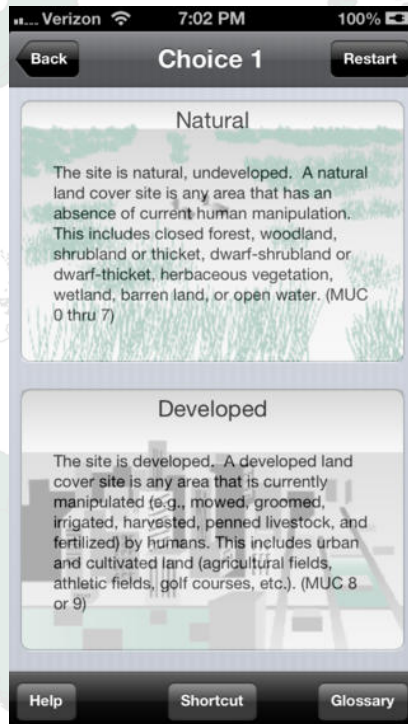 Verizon 7:02 PM 100%
Back Choice 1 Restart
Natural
The site is natural, undeveloped. A natural
land cover site is any area that has an
absence of current human manipulation.
This includes closed forest, woodland,
shrubland or thicket, dwarf-shrubland or
dwarf-thicket, herbaceous vegetation,
wetland, barren land, or open water. (MUC
0 thru 7)
Developed
The site is developed. A developed land
cover site is any area that is currently
manipulated (e.g., mowed, groomed,
irrigated, harvested, penned livestock, and
fertilized) by humans. This includes urban
and cultivated land (agricultural fields,
athletic fields, golf courses, etc.). (MUC 8
or 9)
Help Shortcut Glossary